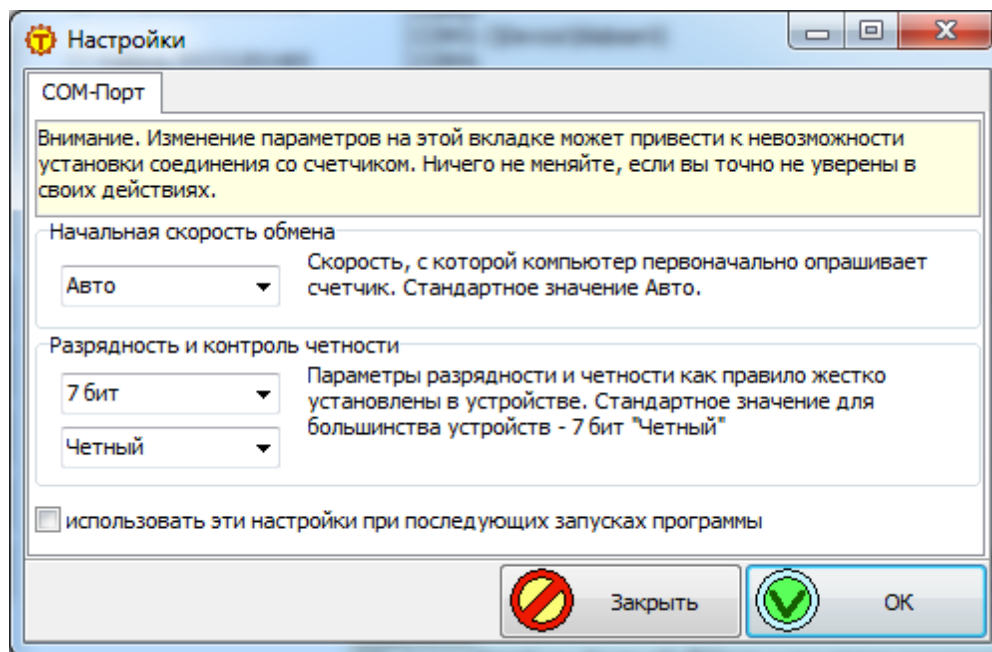 Настройки
COM-Порт
Внимание. Изменение параметров на этой вкладке может привести к невозможности
установки соединения со счетчиком. Ничего не меняйте, если вы точно не уверены в
своих действиях.
Начальная скорость обмена
Авто
Скорость, с которой компьютер первоначально опрашивает
счетчик. Стандартное значение Авто.
Разрядность и контроль четности
7 бит
Четный
Параметры разрядности и четности как правило жестко
установлены в устройстве. Стандартное значение для
большинства устройств - 7 бит "Четный"
использовать эти настройки при последующих запусках программы
Закрыть
ОК